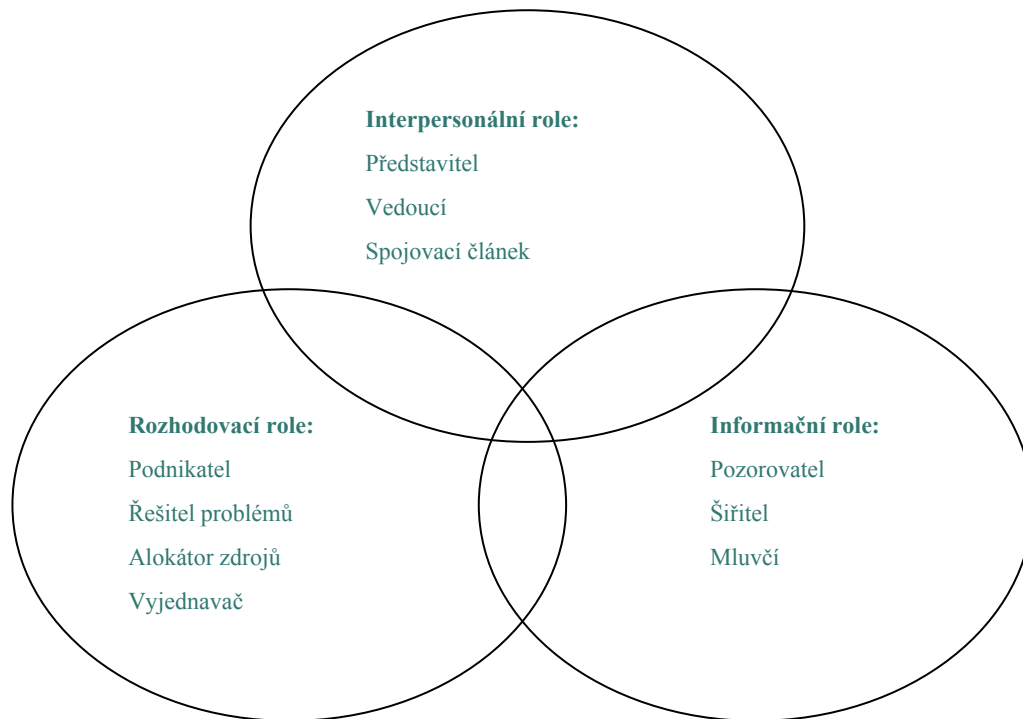 Interpersonální role:
Představitel
Vedoucí
Spojovací článek
Rozhodovací role:
Podnikatel
Řešitel problémů
Alokátor zdrojů
Vyjednavač
Informační role:
Pozorovatel
Šiřitel
Mluvčí